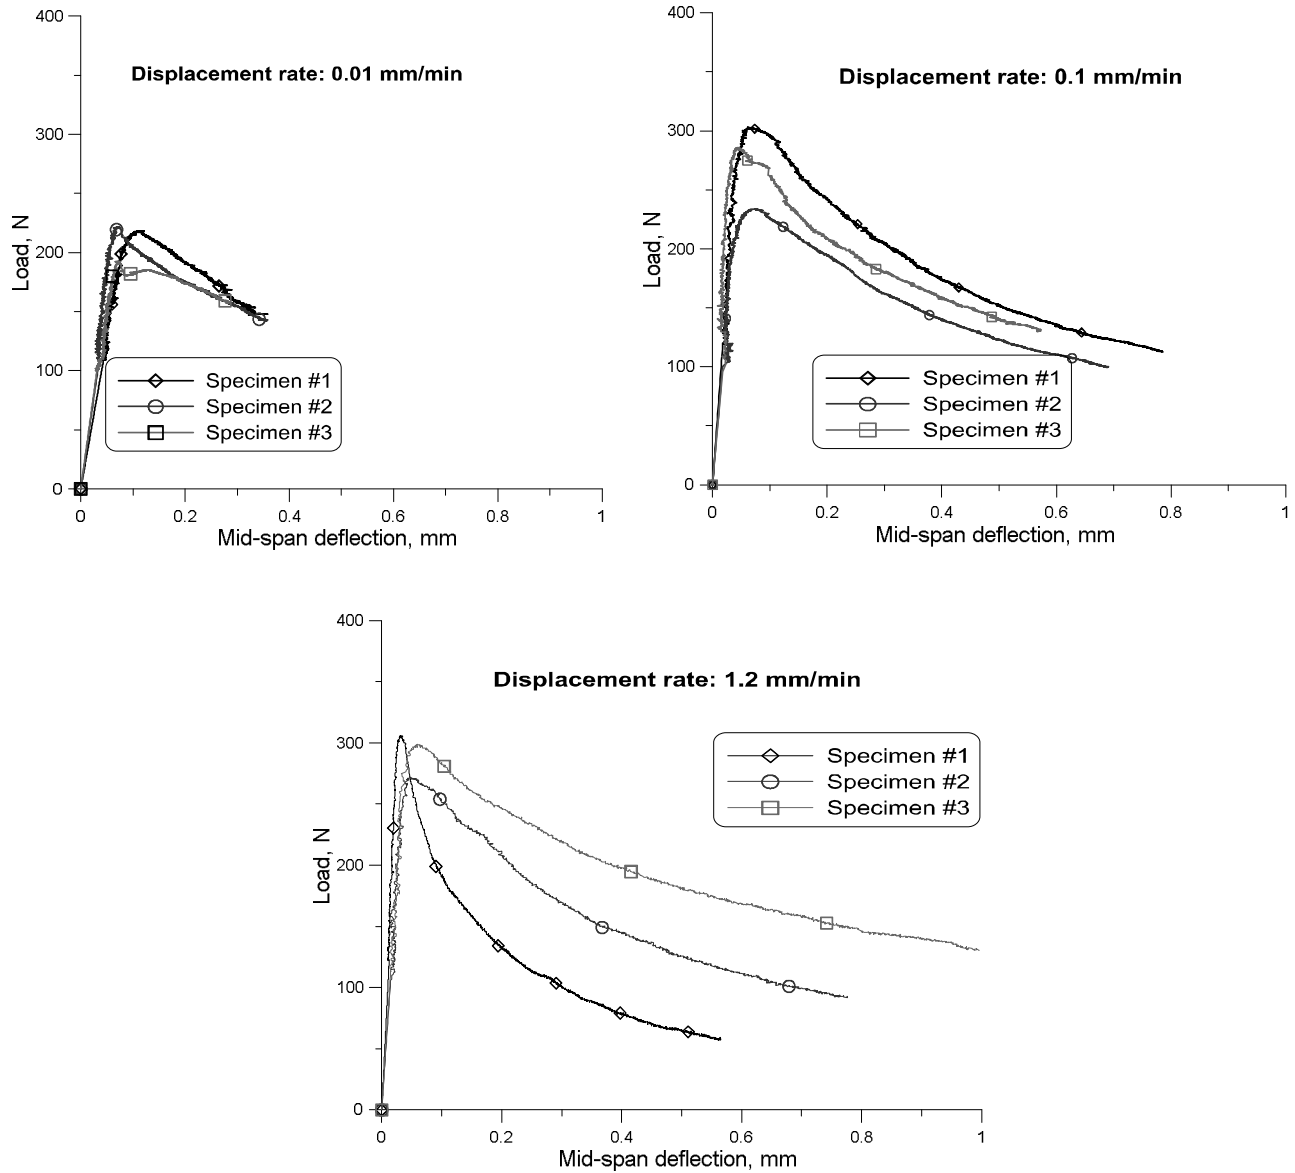 Displacement rate: 0.01 mm/min
400
300
200
100
0
Load, N
Specimen #1
Specimen #2
Specimen #3
0 0.2 0.4 0.6 0.8 1
Mid-span deflection, mm
Displacement rate: 0.1 mm/min
400
300
200
100
0
Load, N
Specimen #1
Specimen #2
Specimen #3
0 0.2 0.4 0.6 0.8 1
Mid-span deflection, mm
Displacement rate: 1.2 mm/min
400
300
200
100
0
Load, N
Specimen #1
Specimen #2
Specimen #3
0 0.2 0.4 0.6 0.8 1
Mid-span deflection, mm